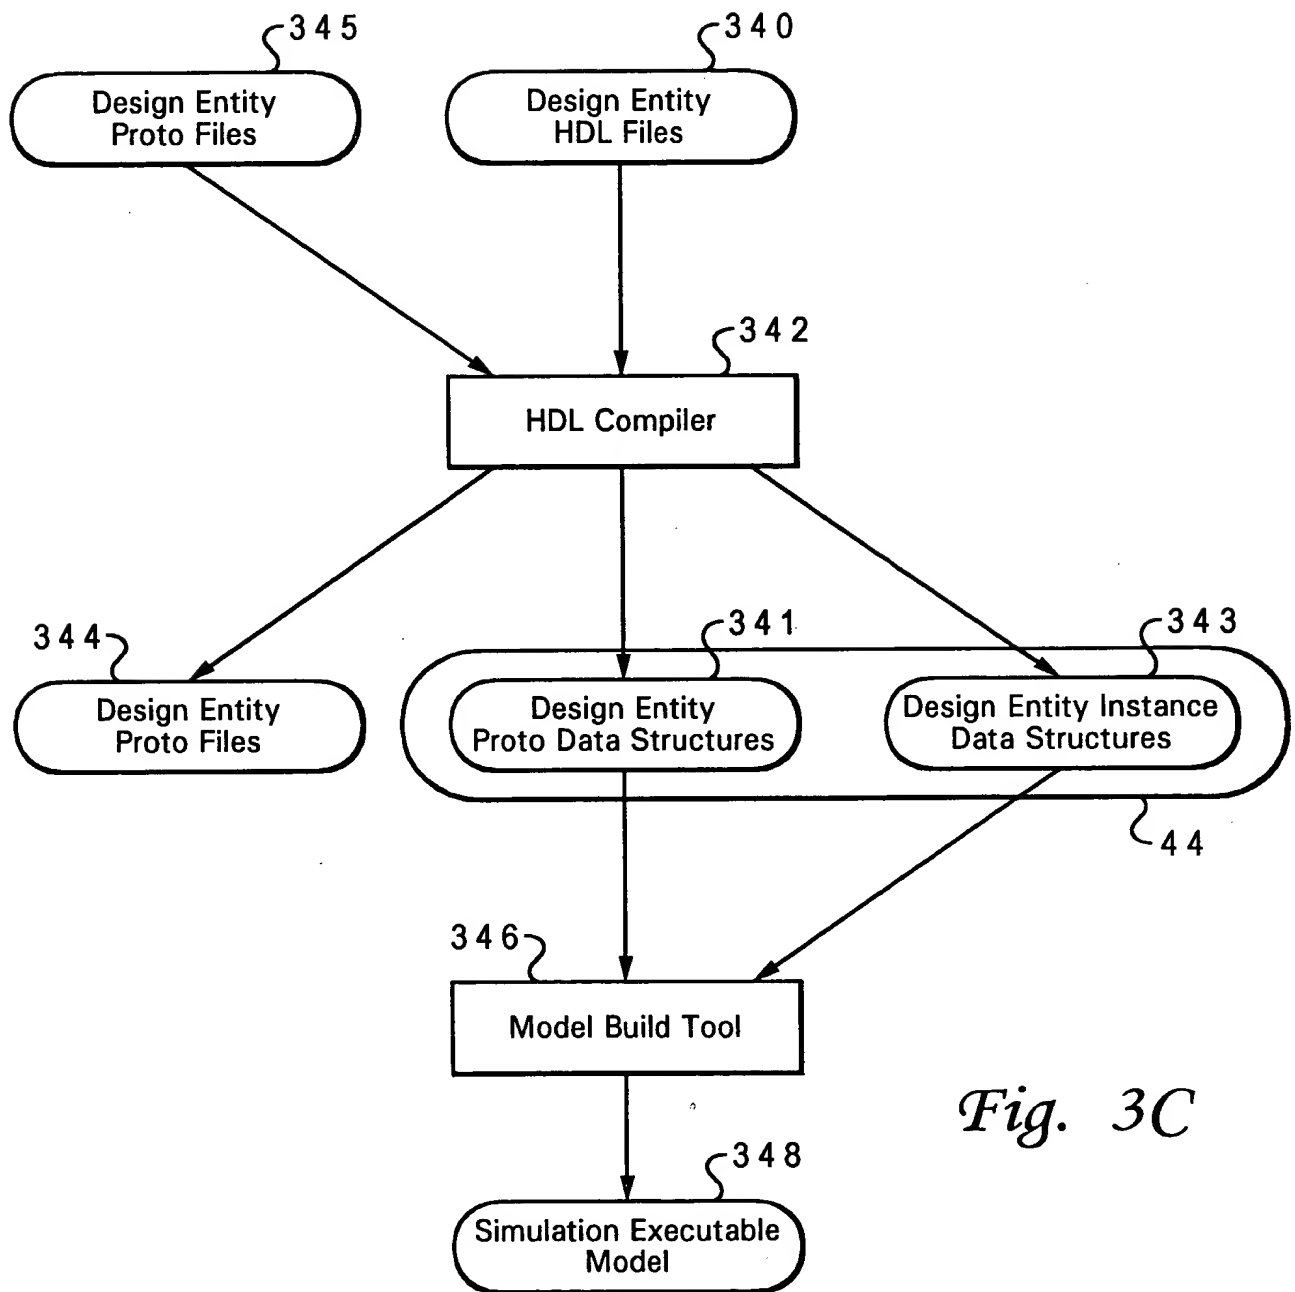 345
340
Design Entity
Proto Files
Design Entity
HDL Files
342
HDL Compiler
344
341
343
Design Entity
Proto Files
Design Entity
Proto Data Structures
Design Entity Instance
Data Structures
44
346
Model Build Tool
Fig. 3C
348
Simulation Executable
Model